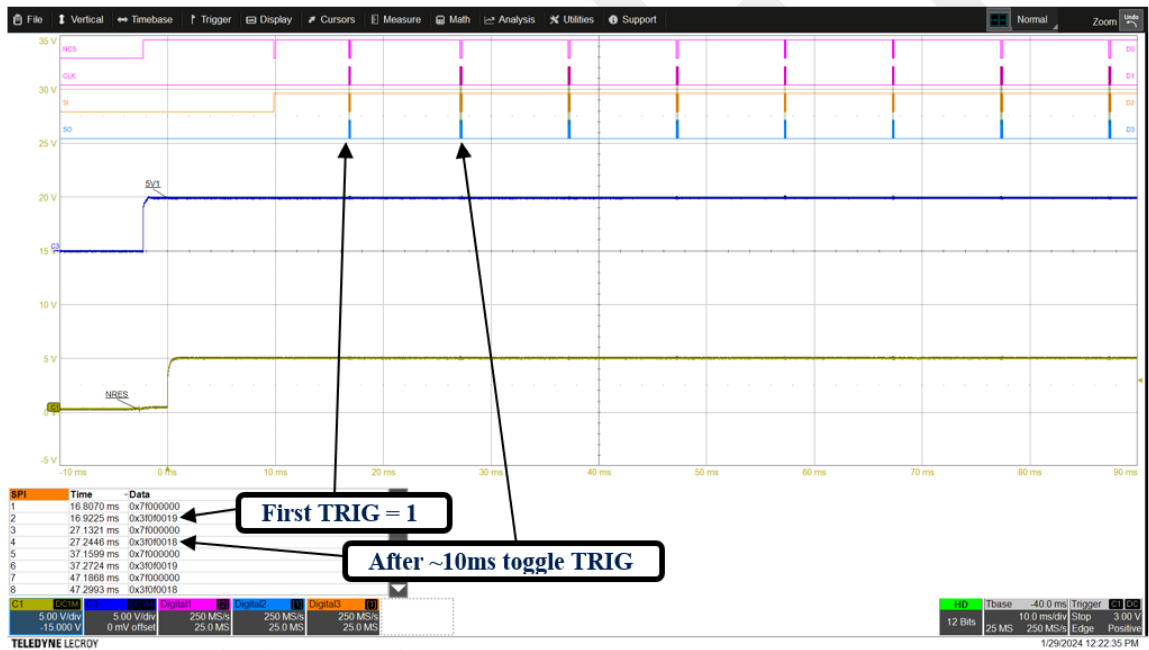 File Vertical Timebase Trigger Display Cursors Measure Math Analysis Utilities Support Normal Zoom Undo
35 V
NCS D0
CLK D1
30 V
SI D2
SO D3
25 V
5V1
20 V
C3
15 V
10 V
5 V
NRES
C1
0 V
-5 V
-10 ms 0 ms 10 ms 20 ms 30 ms 40 ms 50 ms 60 ms 70 ms 80 ms 90 ms
SPI Time Data
1 16.8070 ms 0x7f000000
2 16.9225 ms 0x3f0f0019
3 27.1321 ms 0x7f000000
4 27.2446 ms 0x3f0f0018
5 37.1599 ms 0x7f000000
6 37.2724 ms 0x3f0f0019
7 47.1868 ms 0x7f000000
8 47.2993 ms 0x3f0f0018
First TRIG = 1
After ~10ms toggle TRIG
C1 DC1M C3 Digital1 Digital2 Digital3 HD Tbase -40.0 ms Trigger C1 DC
5.00 V/div 5.00 V/div 250 MS/s 250 MS/s 250 MS/s 10.0 ms/div Stop 3.00 V
-15.000 V 0 mV offset 25.0 MS 25.0 MS 25.0 MS 12 Bits 25 MS 250 MS/s Edge Positive
TELEDYNE LECROY 1/29/2024 12:22:35 PM